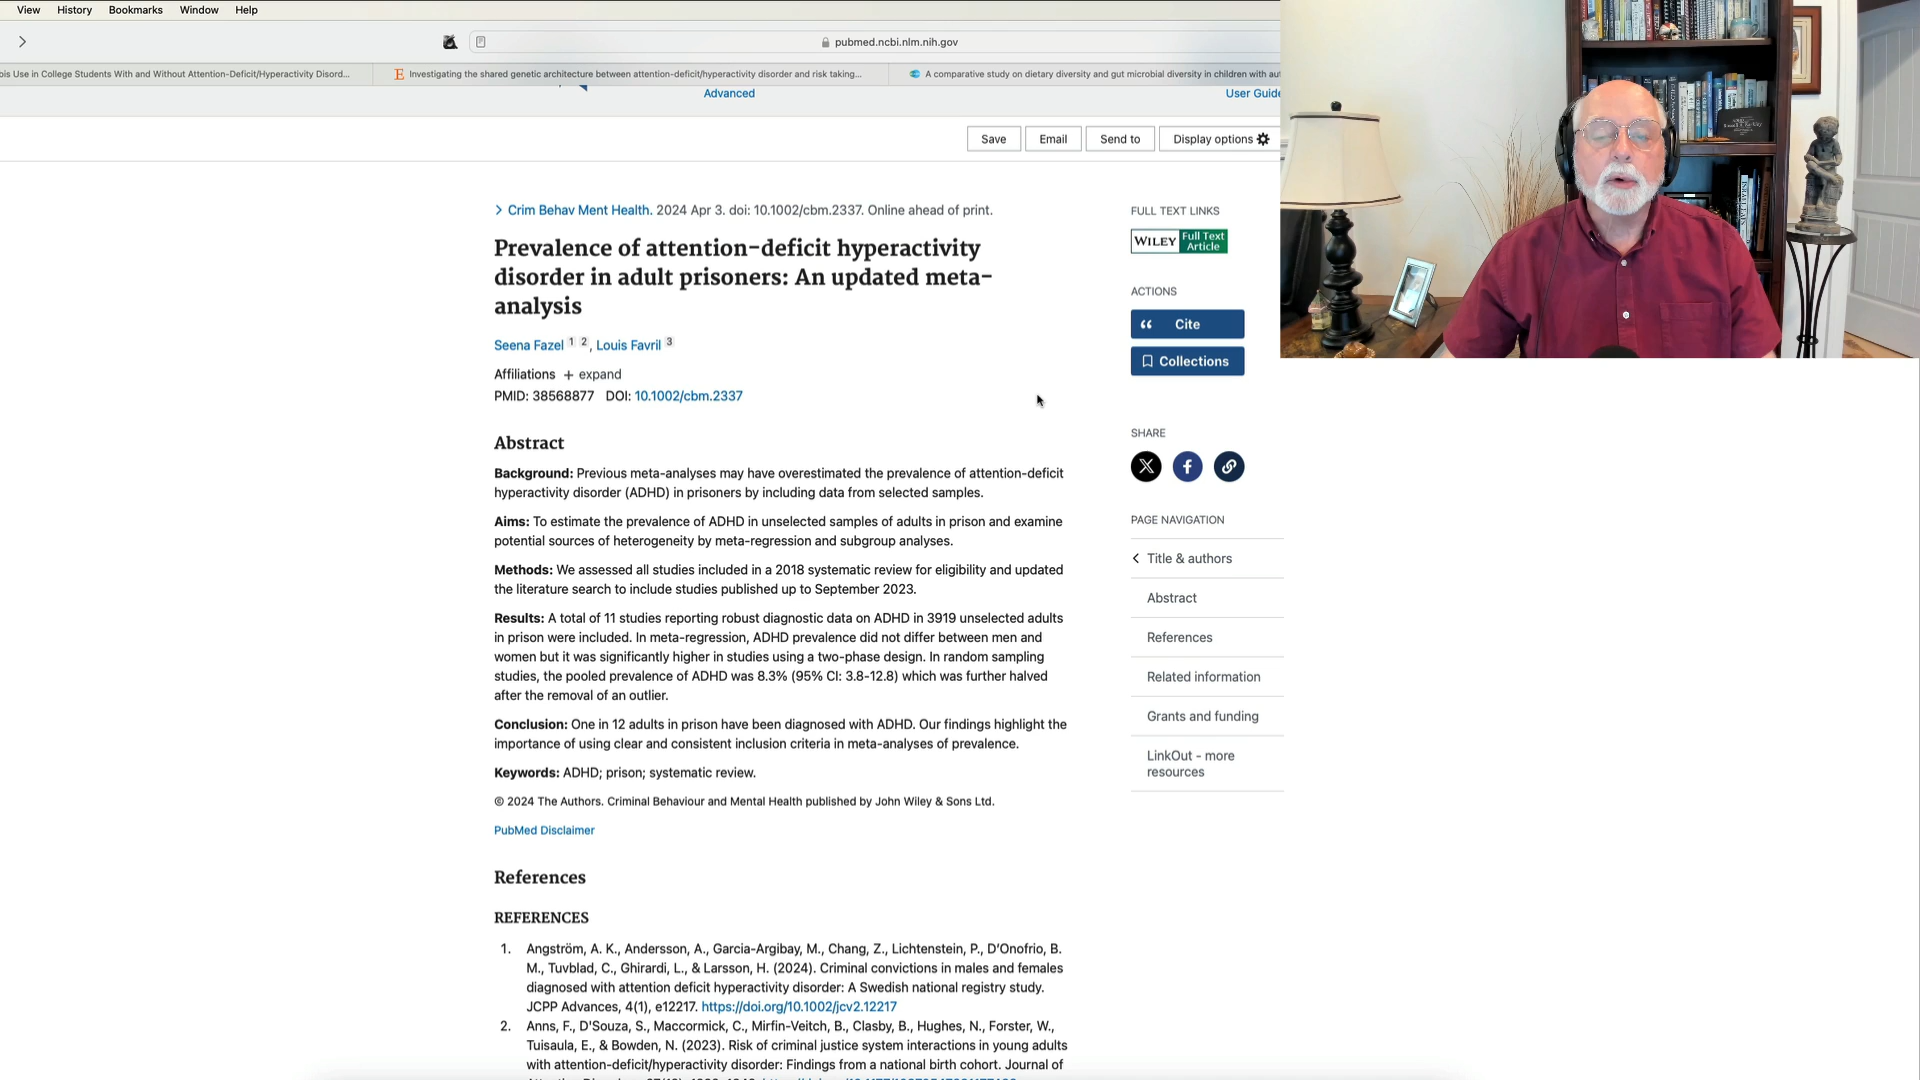 View History Bookmarks Window Help
pubmed.ncbi.nlm.nih.gov
bis Use in College Students With and Without Attention-Deficit/Hyperactivity Disord...
Investigating the shared genetic architecture between attention-deficit/hyperactivity disorder and risk taking...
A comparative study on dietary diversity and gut microbial diversity in children with aut
Advanced
User Guide
Save
Email
Send to
Display options
Crim Behav Ment Health. 2024 Apr 3. doi: 10.1002/cbm.2337. Online ahead of print.
Prevalence of attention-deficit hyperactivity
disorder in adult prisoners: An updated meta-
analysis
Seena Fazel 1 2, Louis Favril 3
Affiliations + expand
PMID: 38568877 DOI: 10.1002/cbm.2337
Abstract
Background: Previous meta-analyses may have overestimated the prevalence of attention-deficit
hyperactivity disorder (ADHD) in prisoners by including data from selected samples.
Aims: To estimate the prevalence of ADHD in unselected samples of adults in prison and examine
potential sources of heterogeneity by meta-regression and subgroup analyses.
Methods: We assessed all studies included in a 2018 systematic review for eligibility and updated
the literature search to include studies published up to September 2023.
Results: A total of 11 studies reporting robust diagnostic data on ADHD in 3919 unselected adults
in prison were included. In meta-regression, ADHD prevalence did not differ between men and
women but it was significantly higher in studies using a two-phase design. In random sampling
studies, the pooled prevalence of ADHD was 8.3% (95% CI: 3.8-12.8) which was further halved
after the removal of an outlier.
Conclusion: One in 12 adults in prison have been diagnosed with ADHD. Our findings highlight the
importance of using clear and consistent inclusion criteria in meta-analyses of prevalence.
Keywords: ADHD; prison; systematic review.
© 2024 The Authors. Criminal Behaviour and Mental Health published by John Wiley & Sons Ltd.
PubMed Disclaimer
References
REFERENCES
1. Angström, A. K., Andersson, A., Garcia-Argibay, M., Chang, Z., Lichtenstein, P., D'Onofrio, B.
M., Tuvblad, C., Ghirardi, L., & Larsson, H. (2024). Criminal convictions in males and females
diagnosed with attention deficit hyperactivity disorder: A Swedish national registry study.
JCPP Advances, 4(1), e12217. https://doi.org/10.1002/jcv2.12217
2. Anns, F., D'Souza, S., Maccormick, C., Mirfin-Veitch, B., Clasby, B., Hughes, N., Forster, W.,
Tuisaula, E., & Bowden, N. (2023). Risk of criminal justice system interactions in young adults
with attention-deficit/hyperactivity disorder: Findings from a national birth cohort. Journal of
FULL TEXT LINKS
WILEY Full Text
Article
ACTIONS
Cite
Collections
SHARE
PAGE NAVIGATION
Title & authors
Abstract
References
Related information
Grants and funding
LinkOut - more
resources